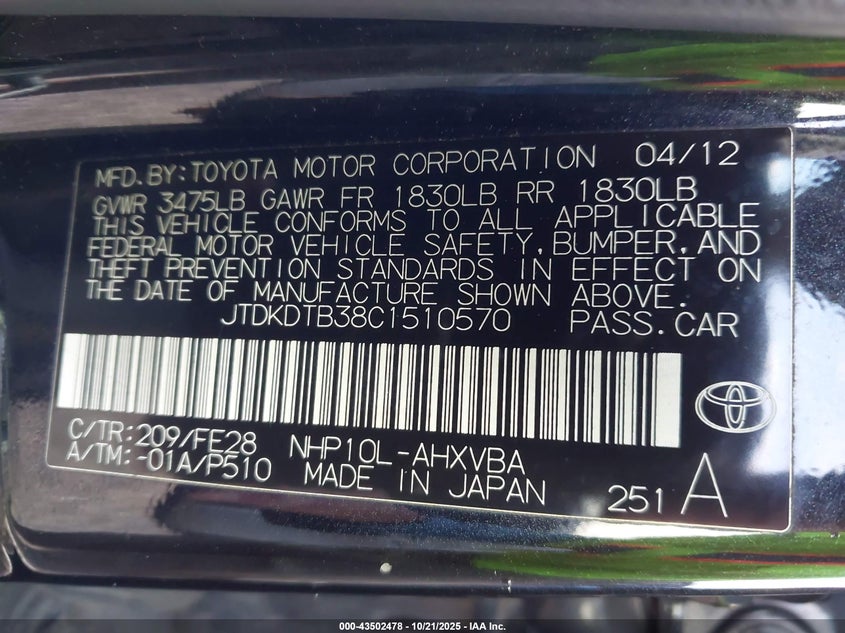 MFD.BY:TOYOTA MOTOR CORPORATION 04/12
GVWR 3475LB GAWR FR 1830LB RR 1830LB
THIS VEHICLE CONFORMS TO ALL APPLICABLE
FEDERAL MOTOR VEHICLE SAFETY,BUMPER,AND
THEFT PREVENTION STANDARDS IN EFFECT ON
THE DATE OF MANUFACTURE SHOWN ABOVE.
JTDKDTB38C1510570 PASS.CAR
C/TR:209/FE28 NHP10L-AHXVBA
A/TM:-01A/P510 MADE IN JAPAN 251 A
000-43502478 - 10/21/2025 - IAA Inc.